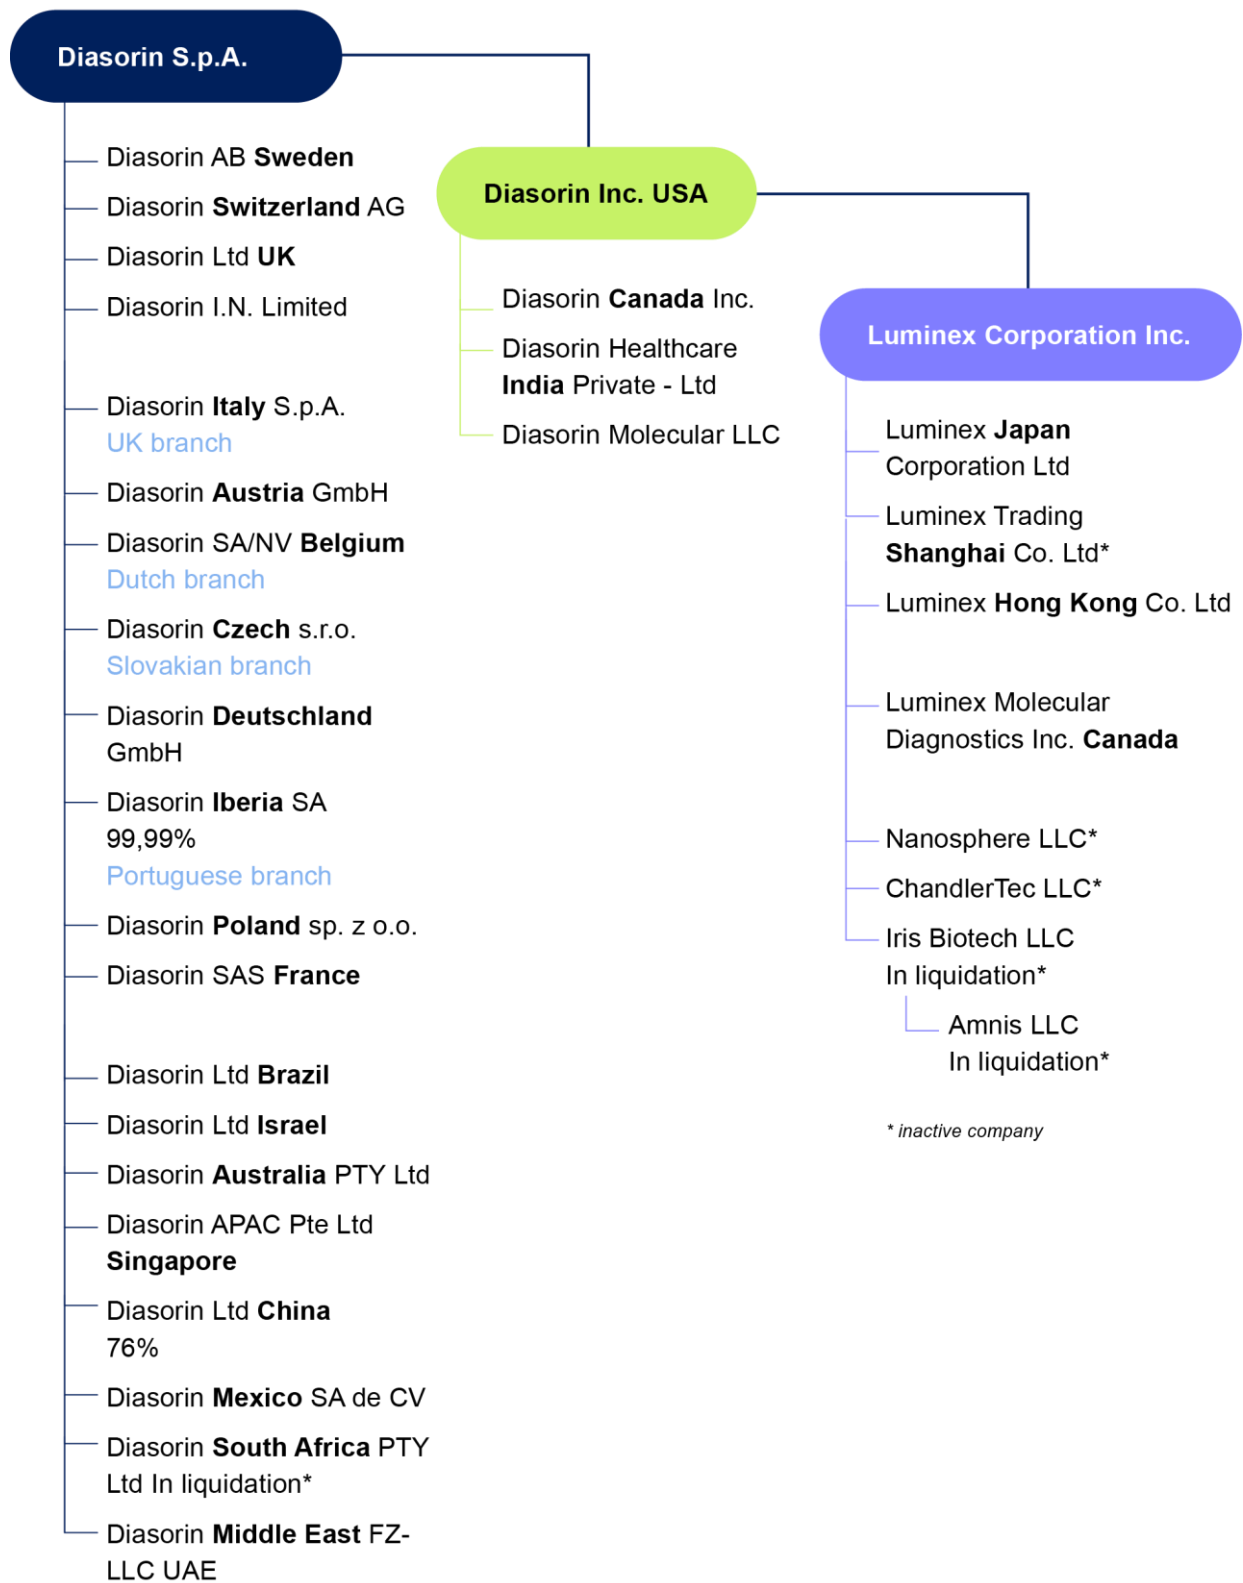 Diasorin S.p.A.
Diasorin AB Sweden
Diasorin Switzerland AG
Diasorin Ltd UK
Diasorin I.N. Limited
Diasorin Italy S.p.A.
UK branch
Diasorin Austria GmbH
Diasorin SA/NV Belgium
Dutch branch
Diasorin Czech s.r.o.
Slovakian branch
Diasorin Deutschland
GmbH
Diasorin Iberia SA
99,99%
Portuguese branch
Diasorin Poland sp. z o.o.
Diasorin SAS France
Diasorin Ltd Brazil
Diasorin Ltd Israel
Diasorin Australia PTY Ltd
Diasorin APAC Pte Ltd
Singapore
Diasorin Ltd China
76%
Diasorin Mexico SA de CV
Diasorin South Africa PTY
Ltd In liquidation*
Diasorin Middle East FZ-
LLC UAE
Diasorin Inc. USA
Diasorin Canada Inc.
Diasorin Healthcare
India Private - Ltd
Diasorin Molecular LLC
Luminex Corporation Inc.
Luminex Japan
Corporation Ltd
Luminex Trading
Shanghai Co. Ltd*
Luminex Hong Kong Co. Ltd
Luminex Molecular
Diagnostics Inc. Canada
Nanosphere LLC*
ChandlerTec LLC*
Iris Biotech LLC
In liquidation*
Amnis LLC
In liquidation*
* inactive company